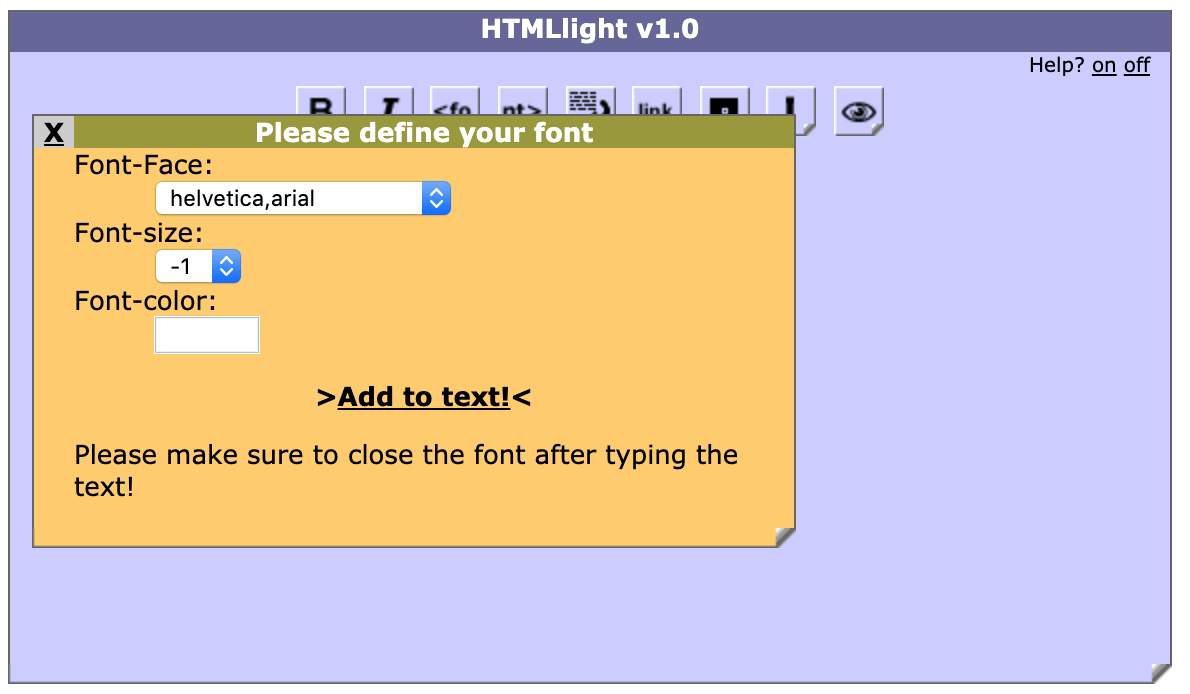 HTMLlight v1.0
Help? on off
B I <fo nt> link !
X Please define your font
Font-Face:
helvetica,arial
Font-size:
-1
Font-color:
>Add to text!<
Please make sure to close the font after typing the
text!